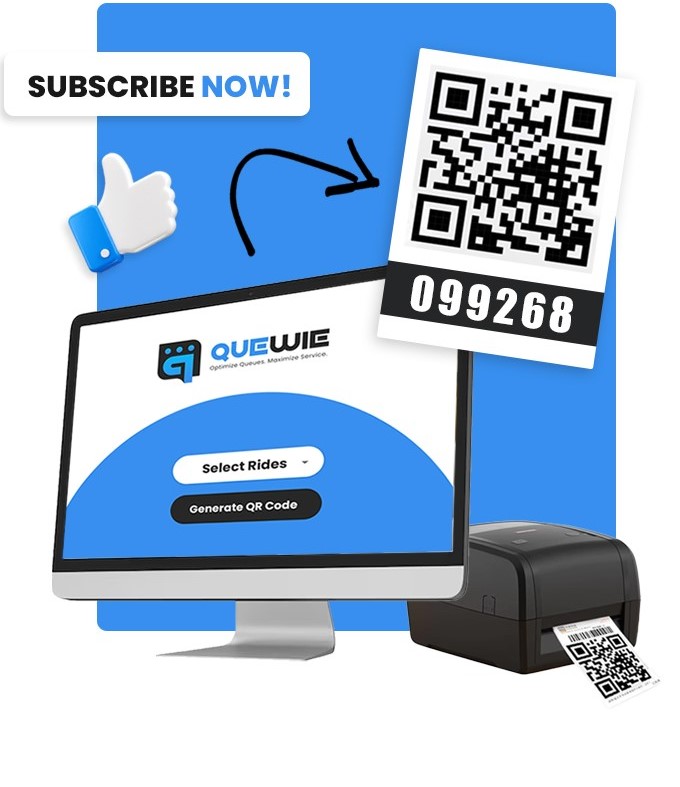 SUBSCRIBE NOW!
099268
QUEWIE
Optimize Queues. Maximize Service.
Select Rides
Generate QR Code